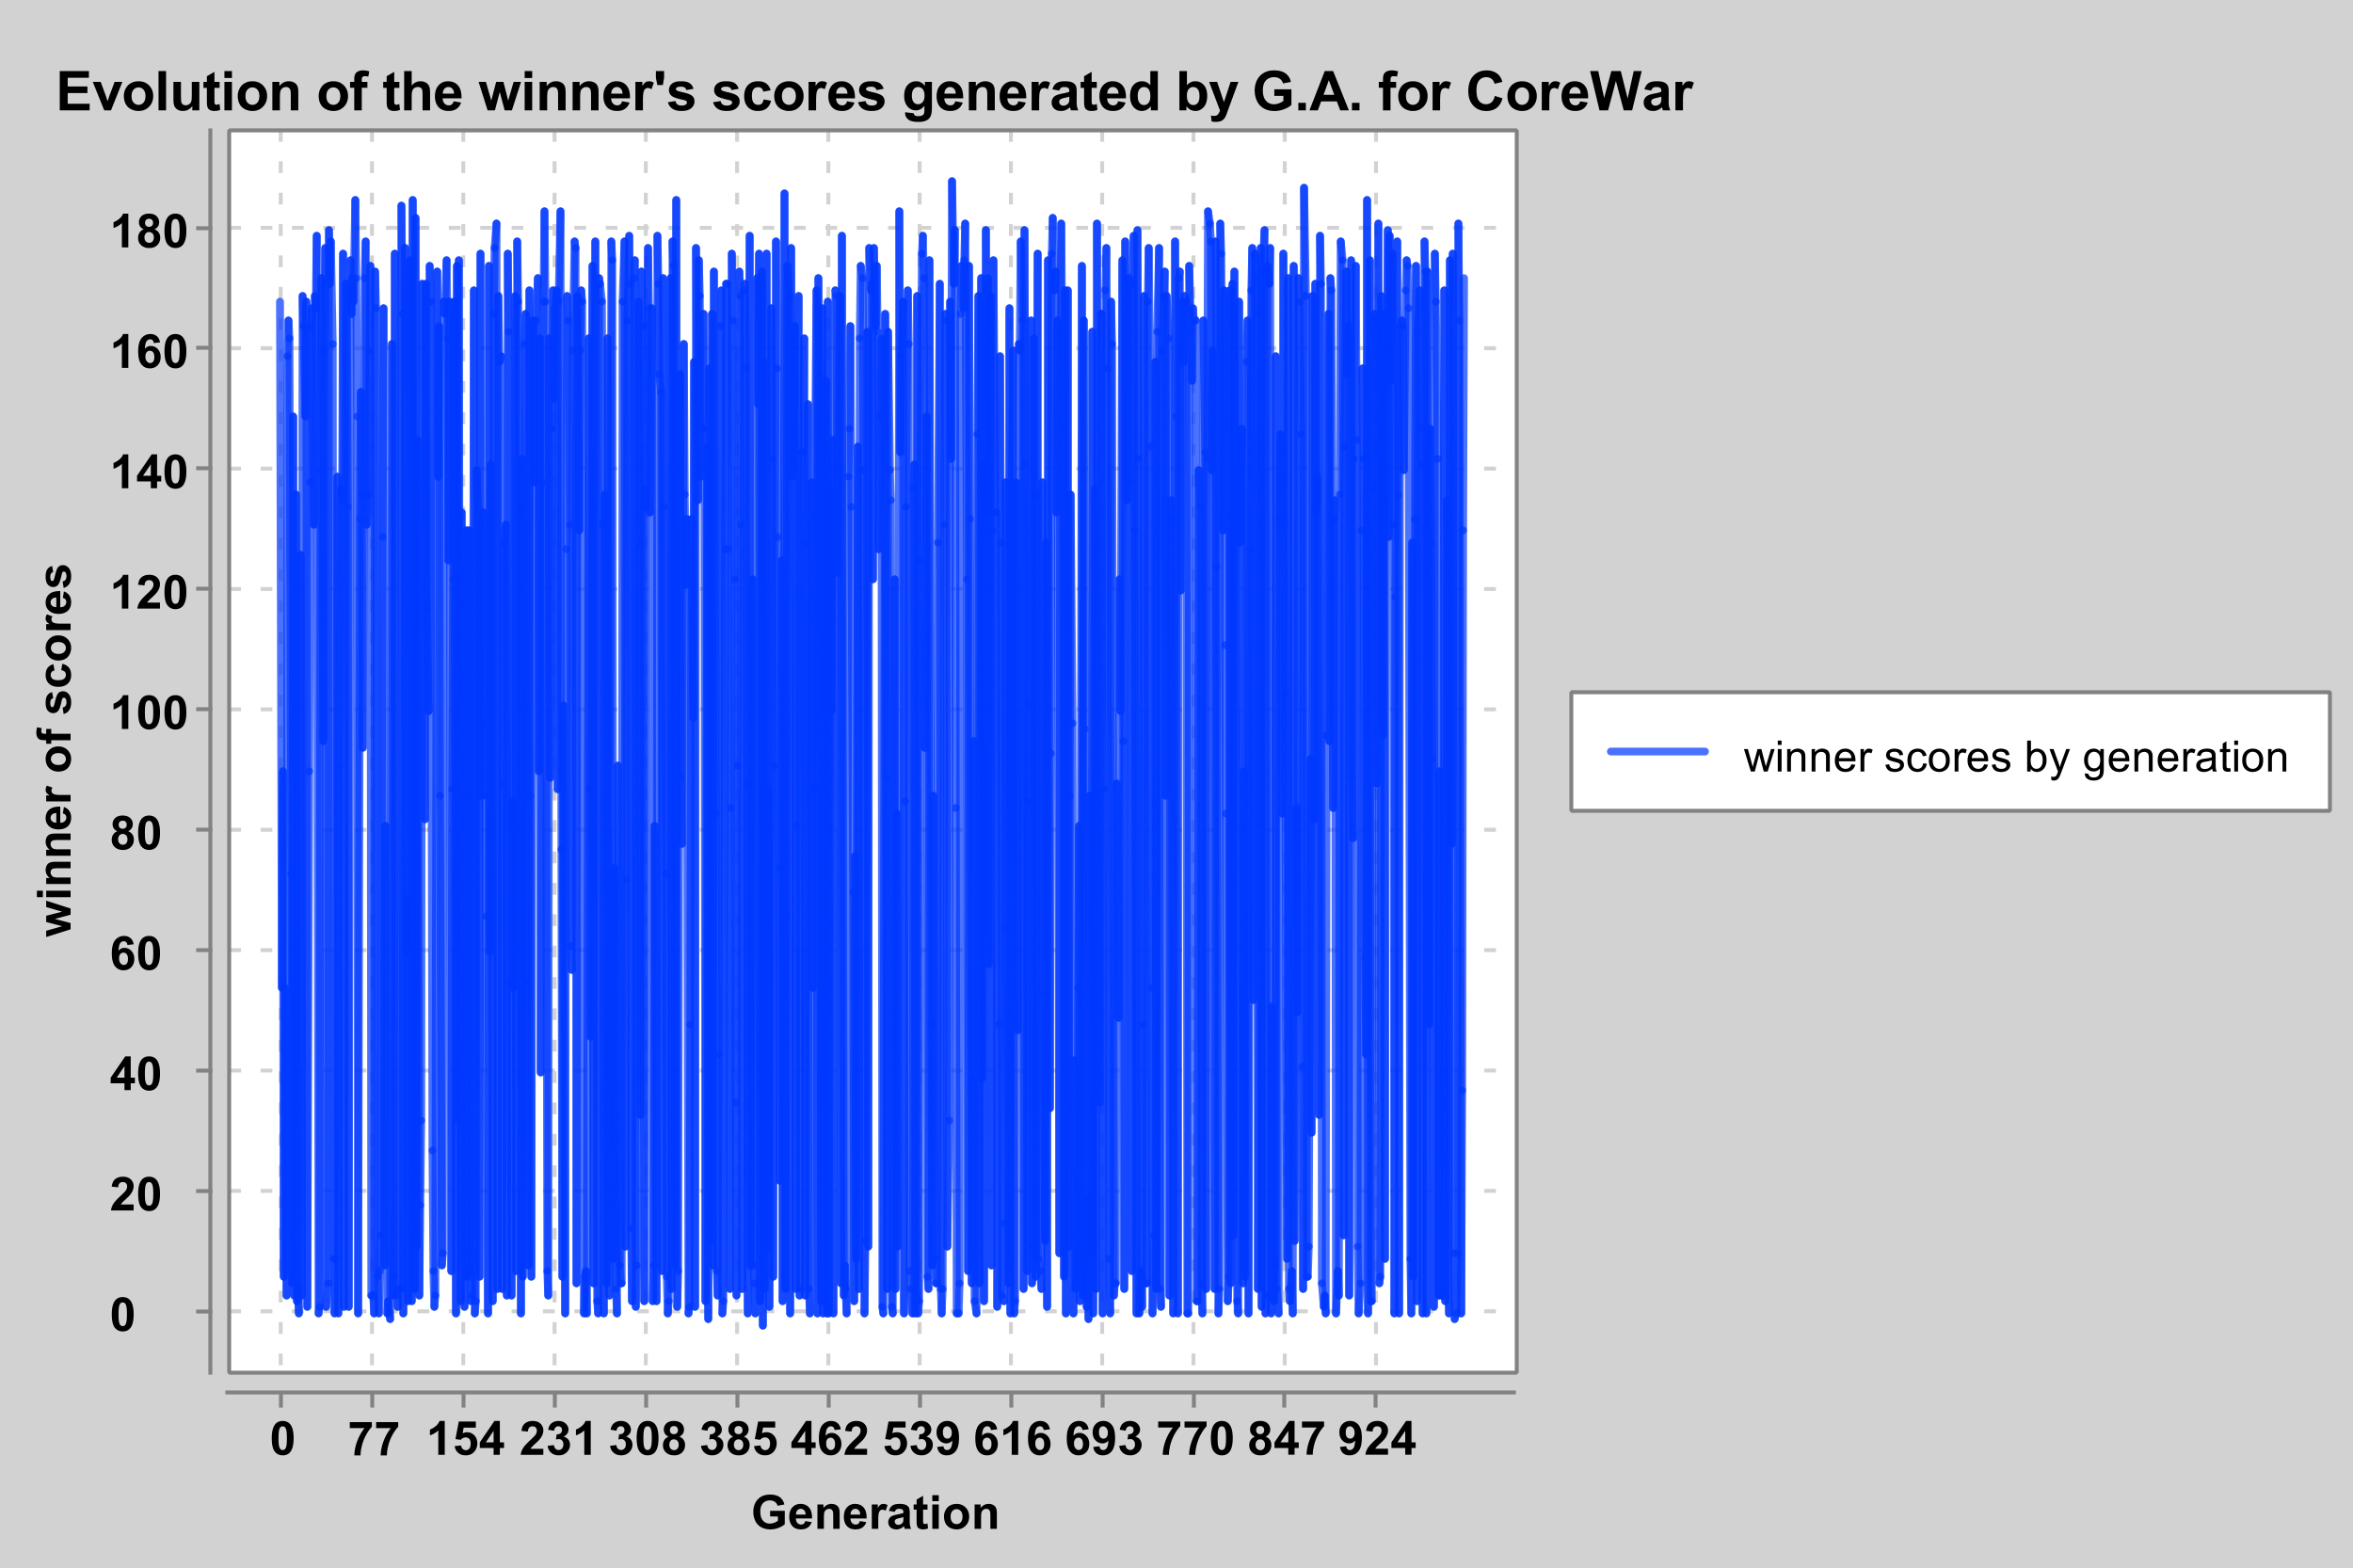 Evolution of the winner's scores generated by G.A. for CoreWar
180
160
140
120
100
80
60
40
20
0
winner of scores
winner scores by generation
0 77 154 231 308 385 462 539 616 693 770 847 924
Generation